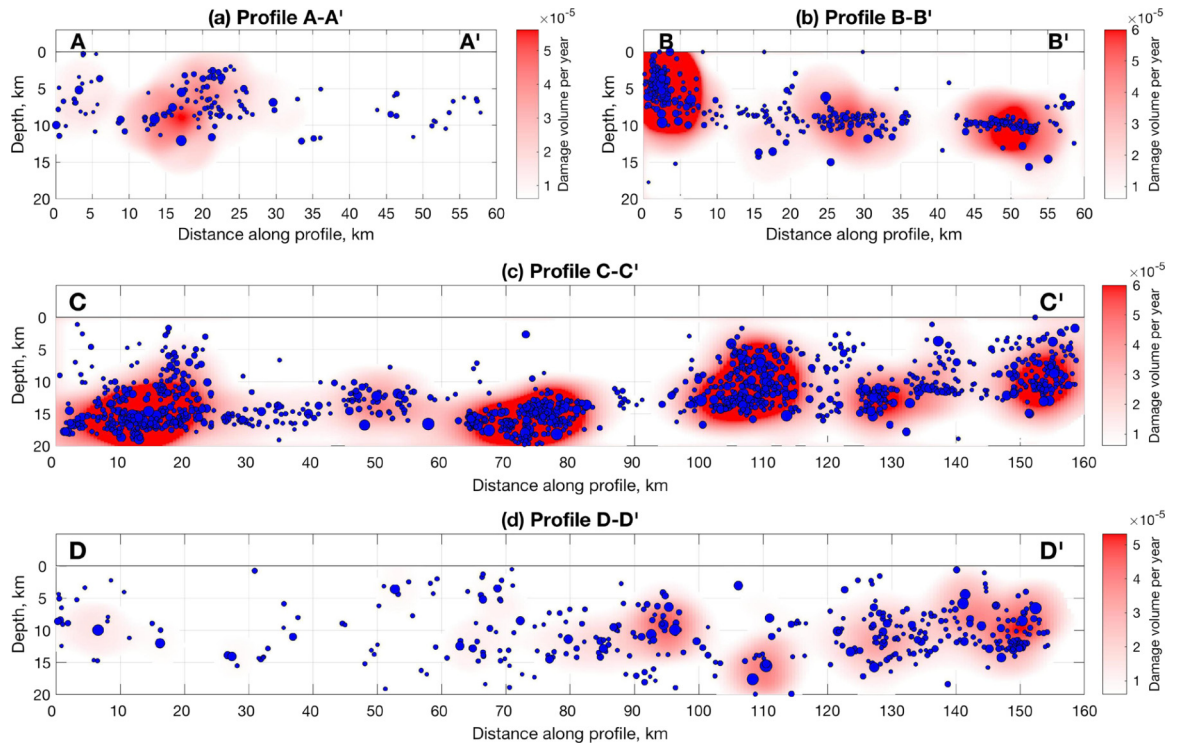 (a) Profile A-A'
A A'
0
5
10
15
20
0 5 10 15 20 25 30 35 40 45 50 55 60
Distance along profile, km
Depth, km
×10⁻⁵
5
4
3
2
1
Damage volume per year
(b) Profile B-B'
B B'
0
5
10
15
20
0 5 10 15 20 25 30 35 40 45 50 55 60
Distance along profile, km
Depth, km
×10⁻⁵
6
5
4
3
2
1
Damage volume per year
(c) Profile C-C'
C C'
0
5
10
15
20
0 10 20 30 40 50 60 70 80 90 100 110 120 130 140 150 160
Distance along profile, km
Depth, km
×10⁻⁵
6
5
4
3
2
1
Damage volume per year
(d) Profile D-D'
D D'
0
5
10
15
20
0 10 20 30 40 50 60 70 80 90 100 110 120 130 140 150 160
Distance along profile, km
Depth, km
×10⁻⁵
5
4
3
2
1
Damage volume per year